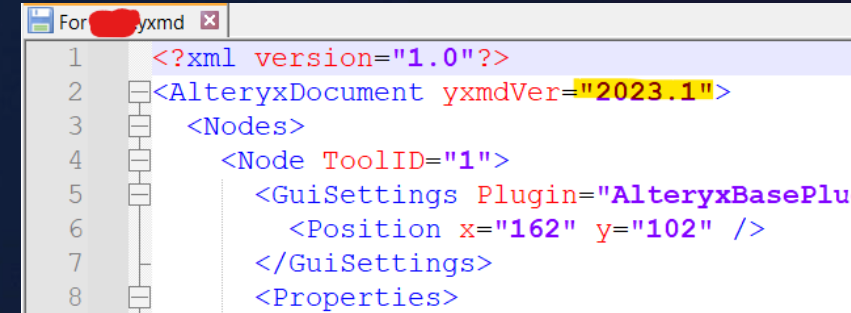 For yxmd
1 <?xml version="1.0"?>
2 <AlteryxDocument yxmdVer="2023.1">
3 <Nodes>
4 <Node ToolID="1">
5 <GuiSettings Plugin="AlteryxBasePlu
6 <Position x="162" y="102" />
7 </GuiSettings>
8 <Properties>